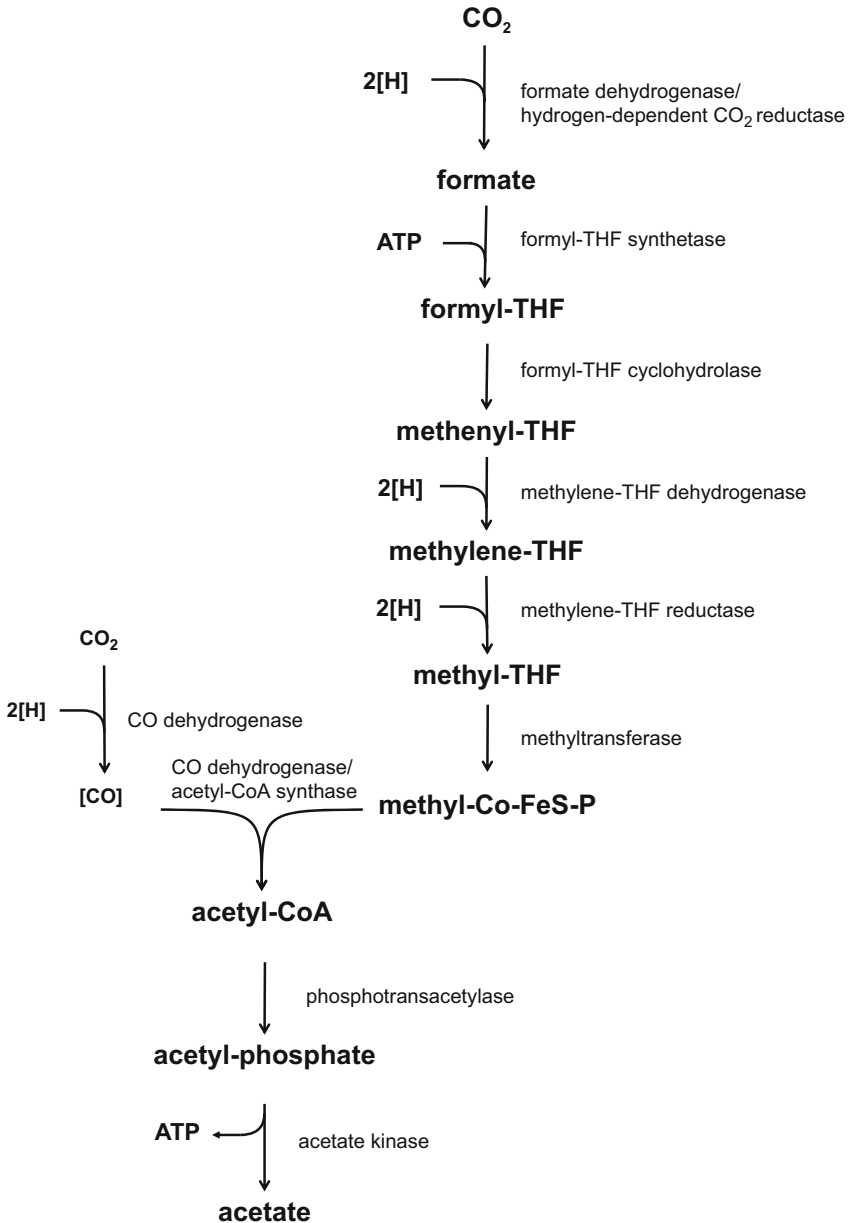 CO₂
2[H]
formate dehydrogenase/
hydrogen-dependent CO₂ reductase
formate
ATP
formyl-THF synthetase
formyl-THF
formyl-THF cyclohydrolase
methenyl-THF
2[H]
methylene-THF dehydrogenase
methylene-THF
2[H]
methylene-THF reductase
methyl-THF
methyltransferase
methyl-Co-FeS-P
CO₂
2[H]
CO dehydrogenase
[CO]
CO dehydrogenase/
acetyl-CoA synthase
acetyl-CoA
phosphotransacetylase
acetyl-phosphate
ATP
acetate kinase
acetate